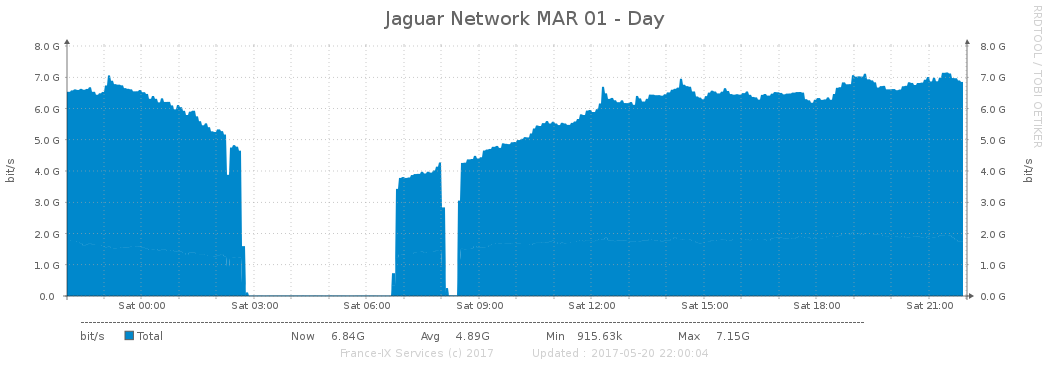 Jaguar Network MAR 01 - Day
RRDTOOL / TOBI OETIKER
8.0 G 8.0 G
7.0 G 7.0 G
6.0 G 6.0 G
5.0 G 5.0 G
4.0 G 4.0 G
3.0 G 3.0 G
2.0 G 2.0 G
1.0 G 1.0 G
0.0 0.0 G
bit/s
bit/s
Sat 00:00 Sat 03:00 Sat 06:00 Sat 09:00 Sat 12:00 Sat 15:00 Sat 18:00 Sat 21:00
bit/s Total Now 6.84G Avg 4.89G Min 915.63k Max 7.15G
France-IX Services (c) 2017 Updated : 2017-05-20 22:00:04